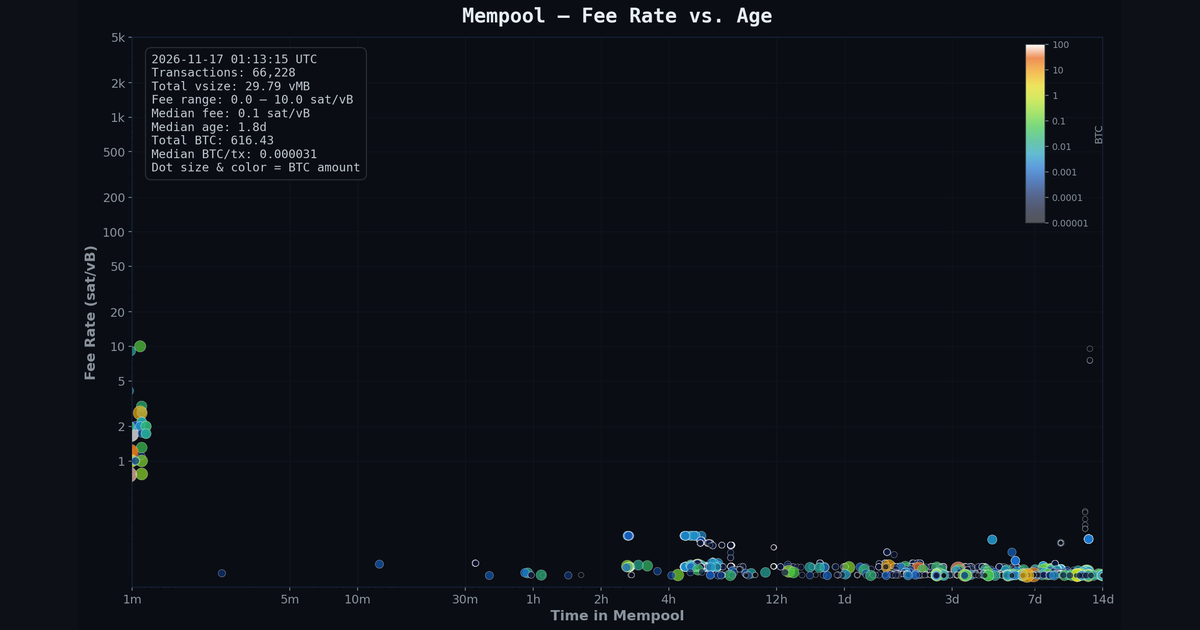 Mempool — Fee Rate vs. Age
2026-11-17 01:13:15 UTC
Transactions: 66,228
Total vsize: 29.79 vMB
Fee range: 0.0 — 10.0 sat/vB
Median fee: 0.1 sat/vB
Median age: 1.8d
Total BTC: 616.43
Median BTC/tx: 0.000031
Dot size & color = BTC amount
100
10
1
0.1
0.01
0.001
0.0001
0.00001
BTC
Fee Rate (sat/vB)
5k
2k
1k
500
200
100
50
20
10
5
2
1
1m
5m
10m
30m
1h
2h
4h
12h
1d
3d
7d
14d
Time in Mempool